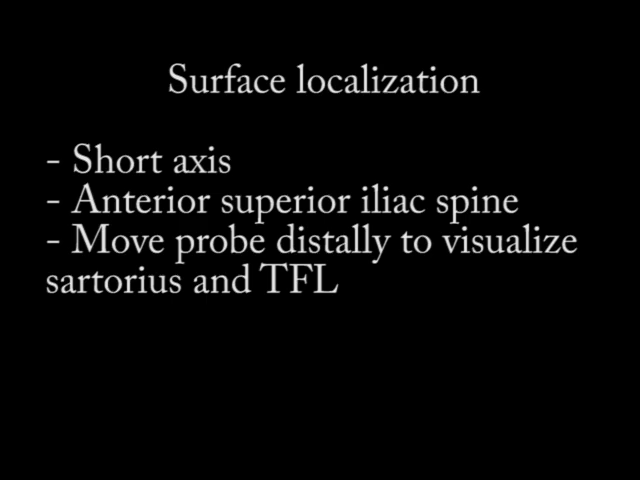 Surface localization
- Short axis
- Anterior superior iliac spine
- Move probe distally to visualize
sartorius and TFL